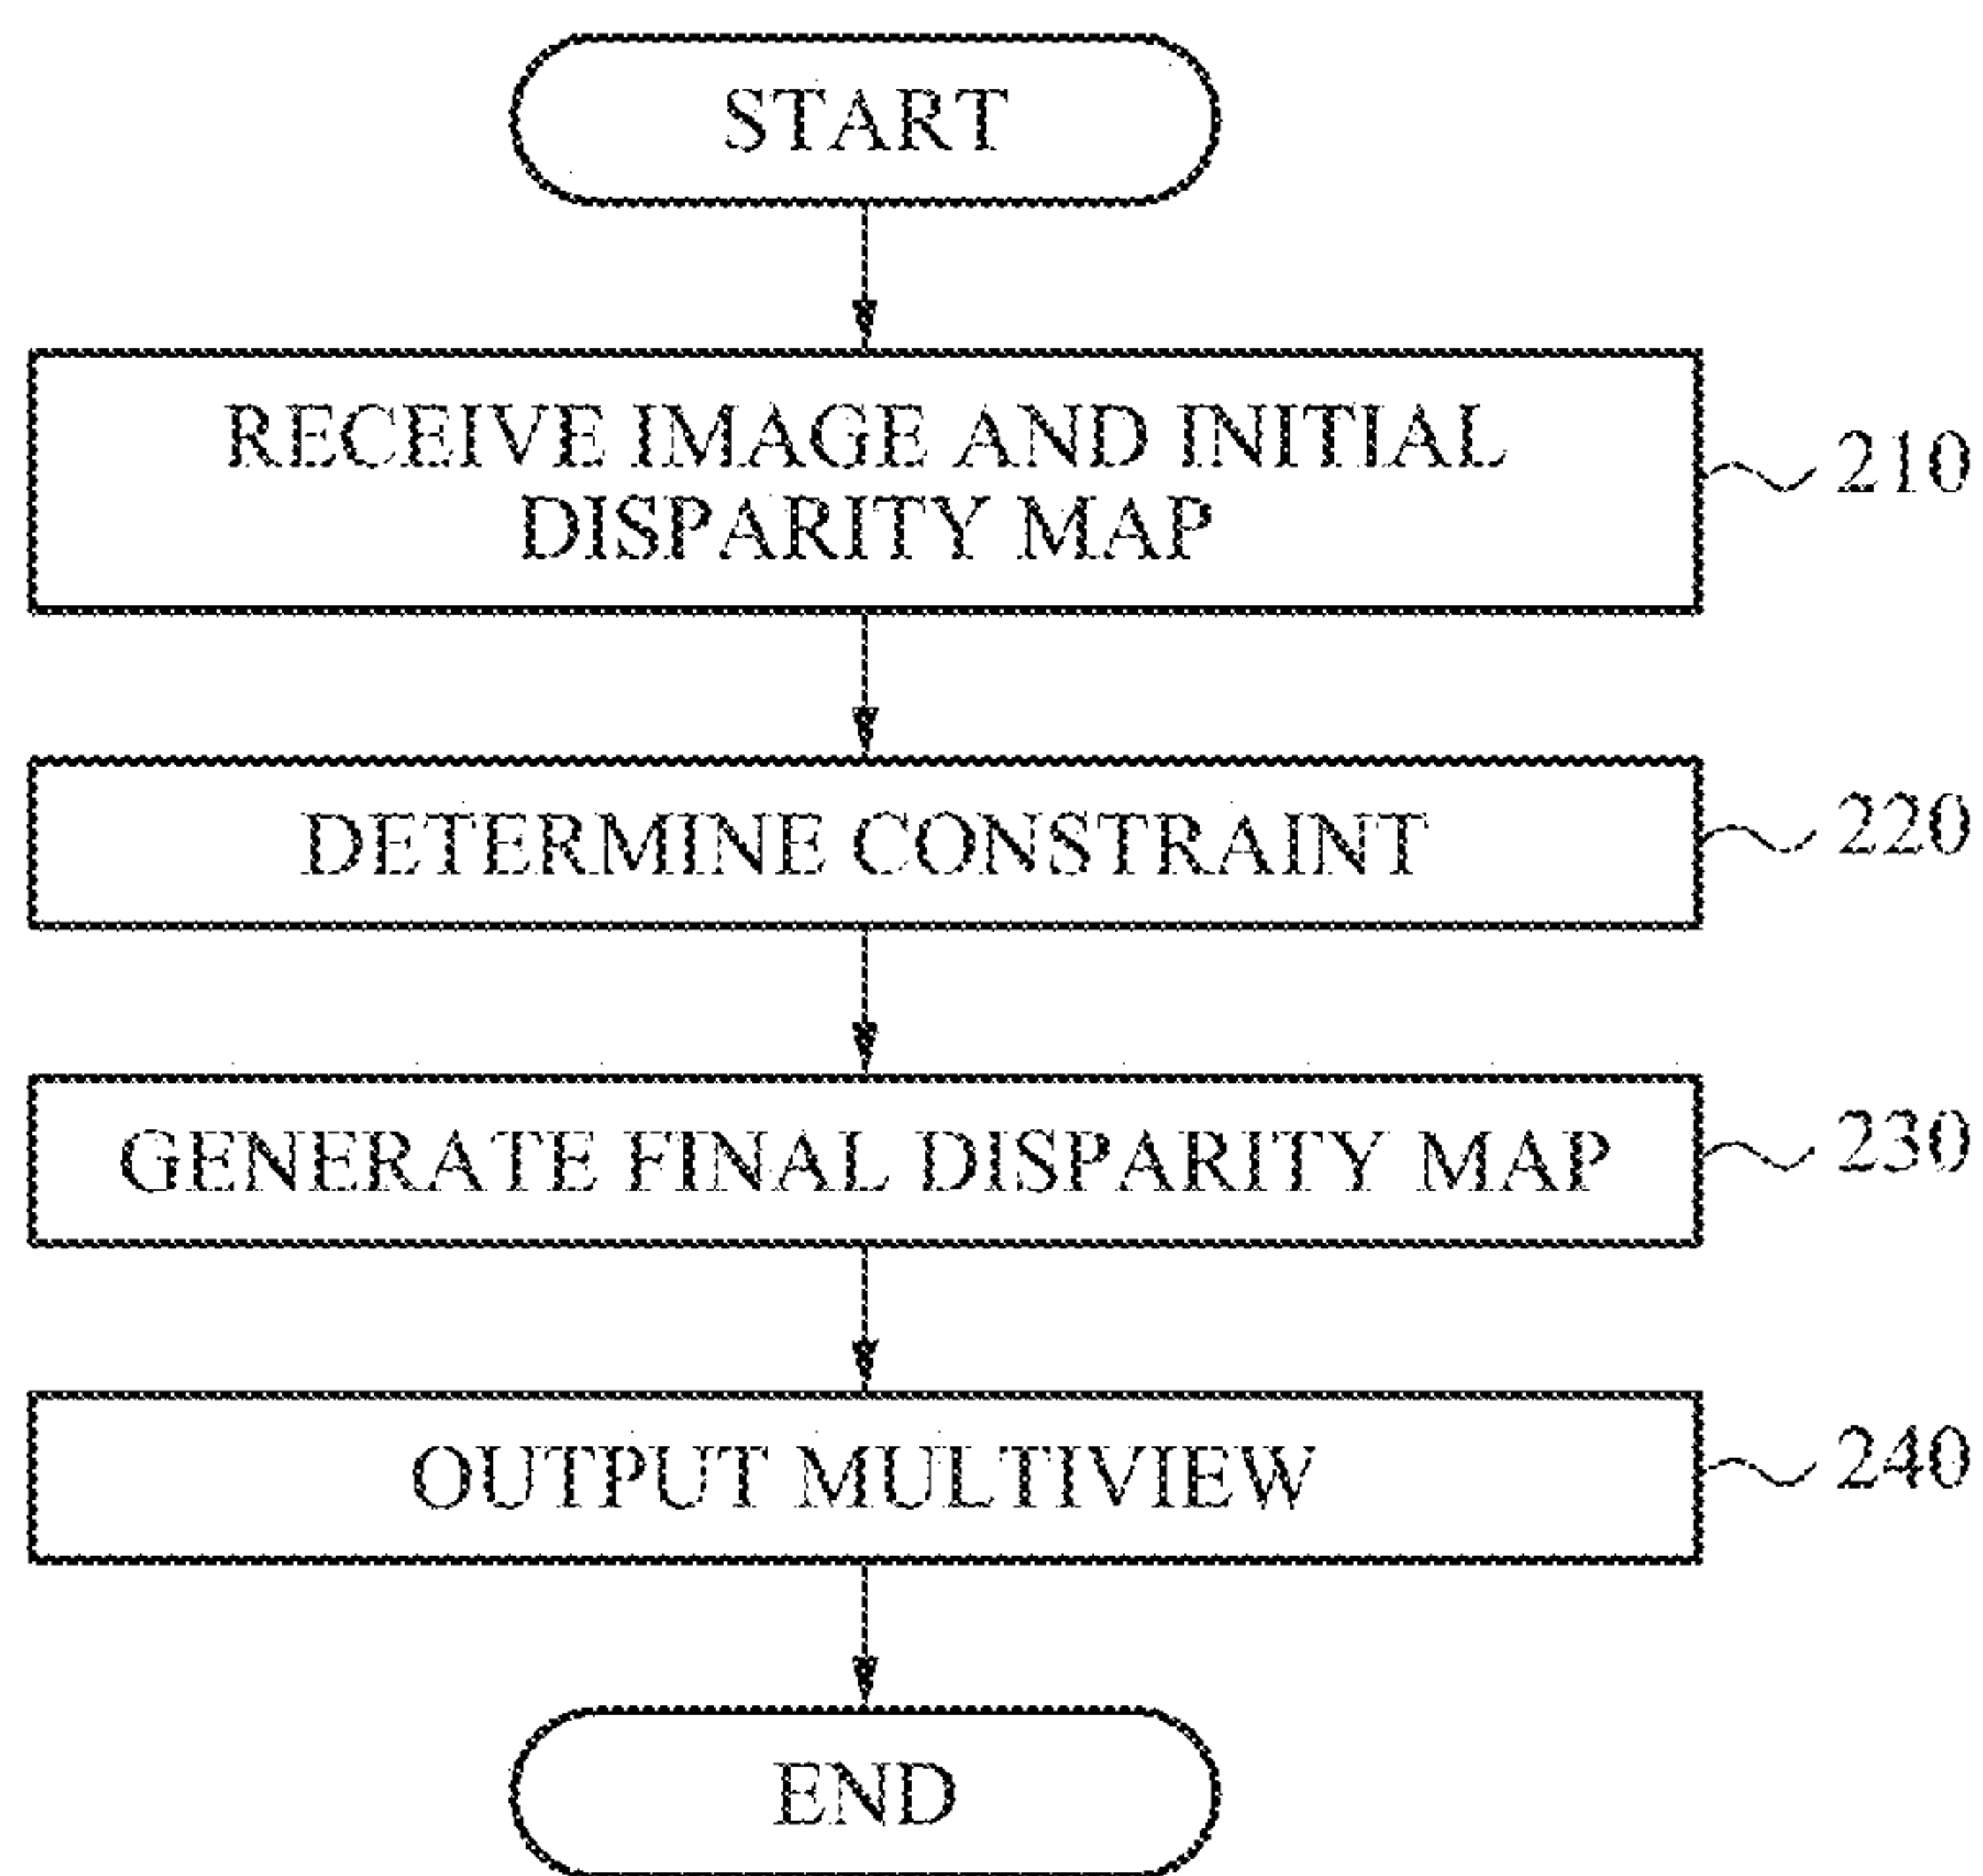 START
RECEIVE IMAGE AND INITIAL
DISPARITY MAP
210
DETERMINE CONSTRAINT
220
GENERATE FINAL DISPARITY MAP
230
OUTPUT MULTIVIEW
240
END